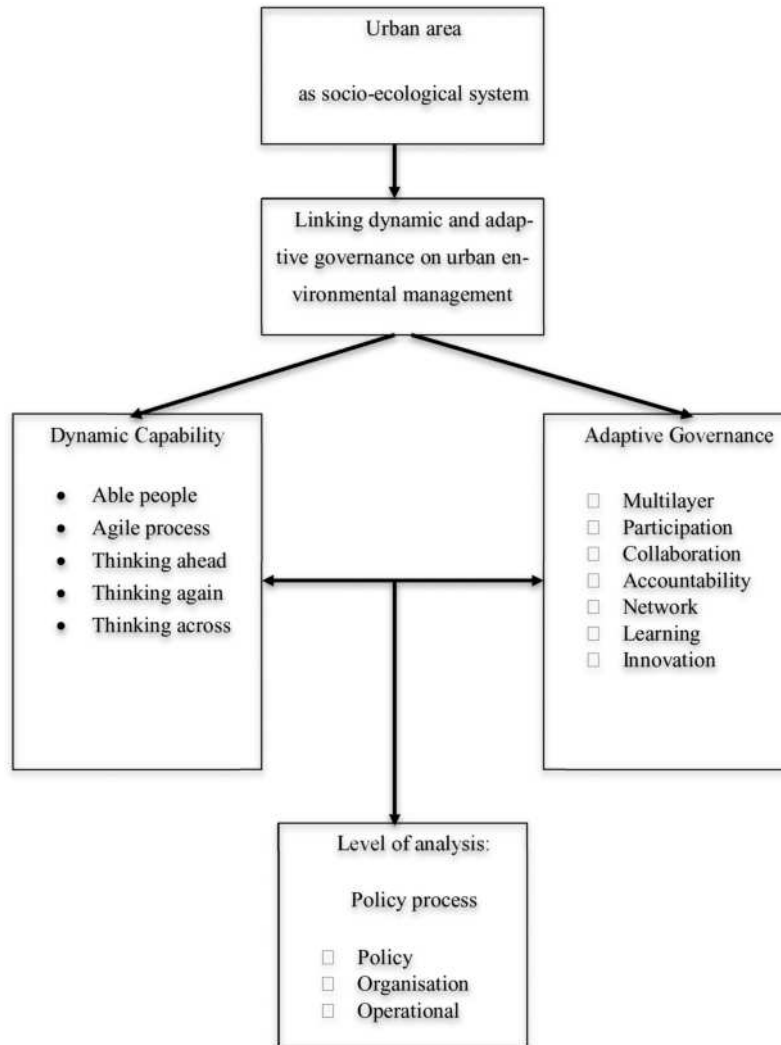 Urban area
as socio-ecological system
Linking dynamic and adap-
tive governance on urban en-
vironmental management
Dynamic Capability
• Able people
• Agile process
• Thinking ahead
• Thinking again
• Thinking across
Adaptive Governance
□ Multilayer
□ Participation
□ Collaboration
□ Accountability
□ Network
□ Learning
□ Innovation
Level of analysis:
Policy process
□ Policy
□ Organisation
□ Operational